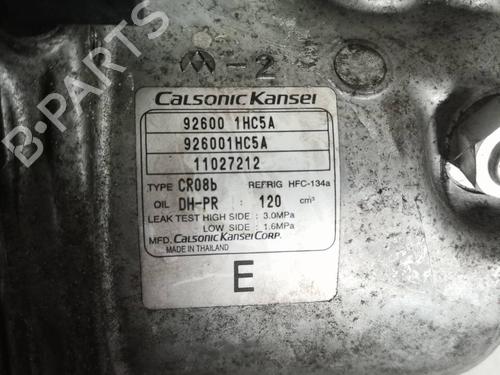 B-PARTS
-2
Calsonic Kansei
92600 1HC5A
926001HC5A
11027212
TYPE CR08b REFRIG HFC-134a
OIL DH-PR : 120 cm³
LEAK TEST HIGH SIDE : 3.0MPa
LOW SIDE : 1.6MPa
MFD. CALSONIC KANSEI CORP.
MADE IN THAILAND
E